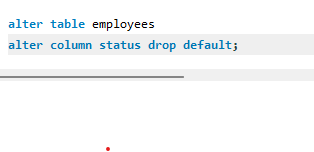 alter table employees
alter column status drop default;